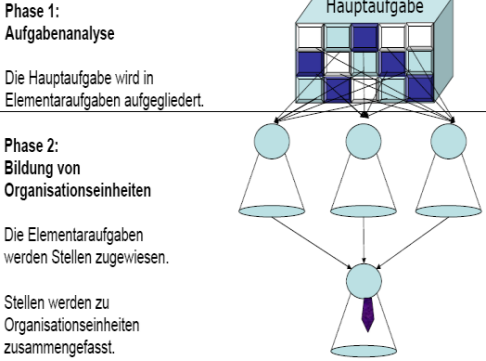 Hauptaufgabe
Phase 1:
Aufgabenanalyse
Die Hauptaufgabe wird in
Elementaraufgaben aufgegliedert.
Phase 2:
Bildung von
Organisationseinheiten
Die Elementaraufgaben
werden Stellen zugewiesen.
Stellen werden zu
Organisationseinheiten
zusammengefasst.